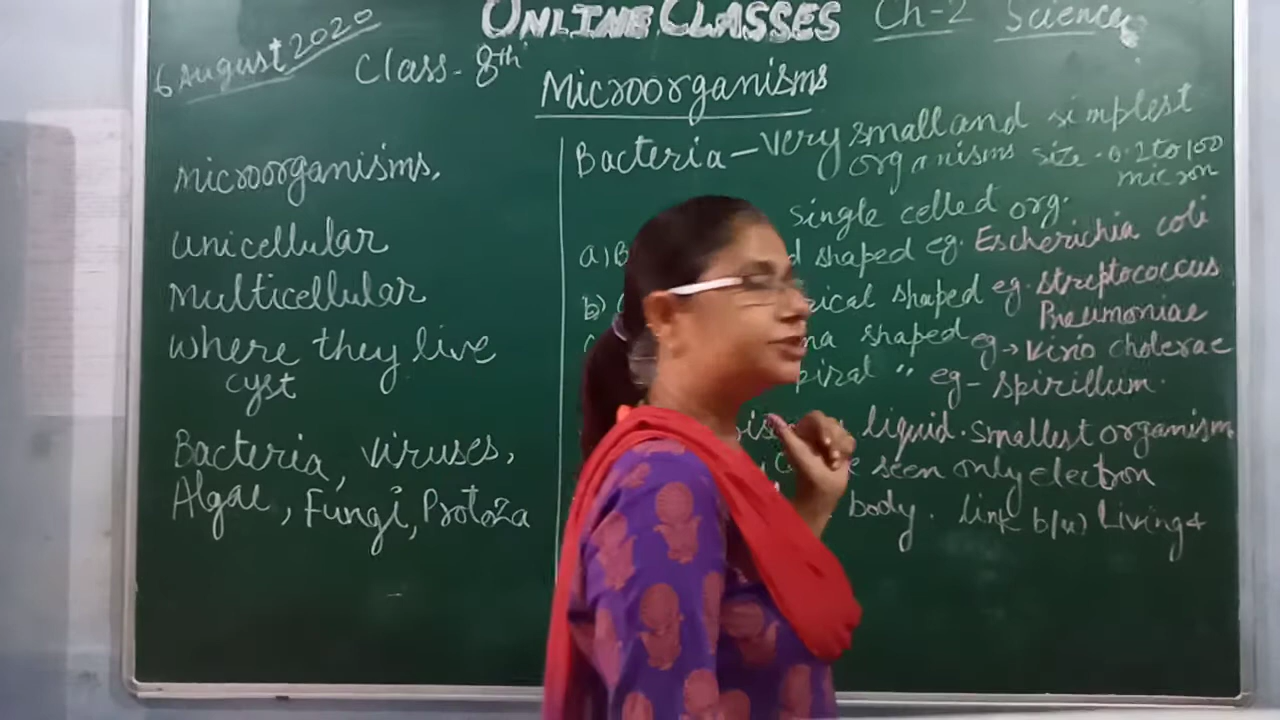 ONLINE CLASSES Ch-2 Science
6 August 2020
Class - 8th
Microorganisms
Microorganisms,
Unicellular
Multicellular
Where they live
cyst
Bacteria, Viruses,
Algae, Fungi, Protoza
Bacteria - Very small and simplest
organisms size - 0.2 to 100
micron
Single celled org.
a) B shaped eg. Escherichia coli
b) rical shaped eg. Streptococcus
Pneumoniae
shaped eg → Virio cholerae
piral " eg - Spirillum.
liquid. Smallest organism
seen only electron
body. link b/w Living &